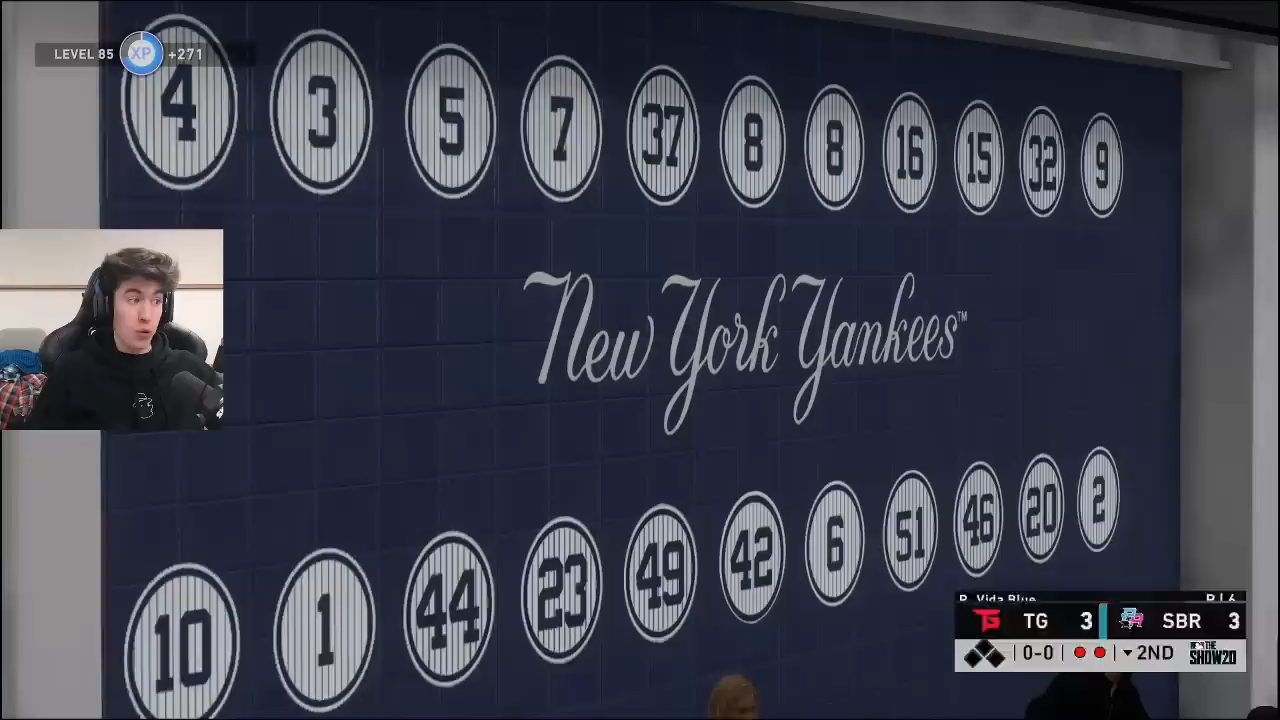 LEVEL 85 XP +271
4 3 5 7 37 8 8 16 15 32 9
New York Yankees™
10 1 44 23 49 42 6 51 46 20 2
P. Vida Blue
TG 3 SBR 3
0-0 2ND THE SHOW20